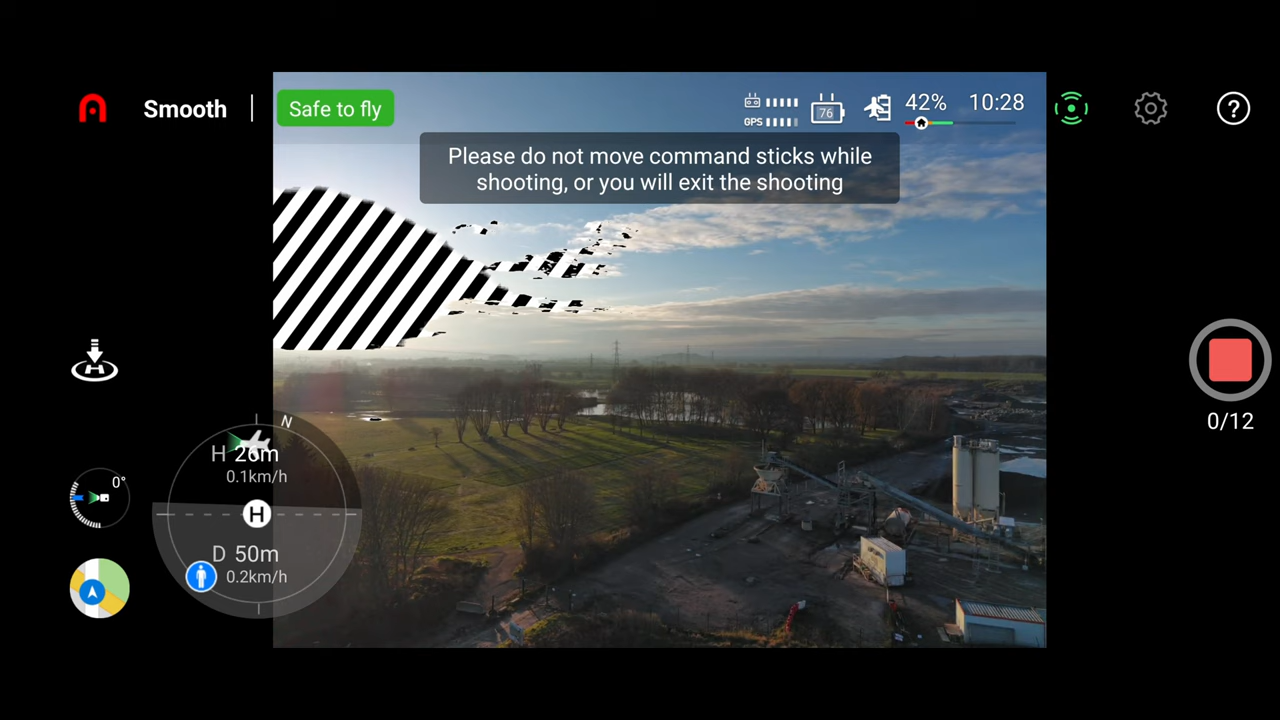 Smooth
Safe to fly
GPS
76
42%
10:28
?
Please do not move command sticks while
shooting, or you will exit the shooting
0/12
N
H 26m
0.1km/h
0°
H
D 50m
0.2km/h